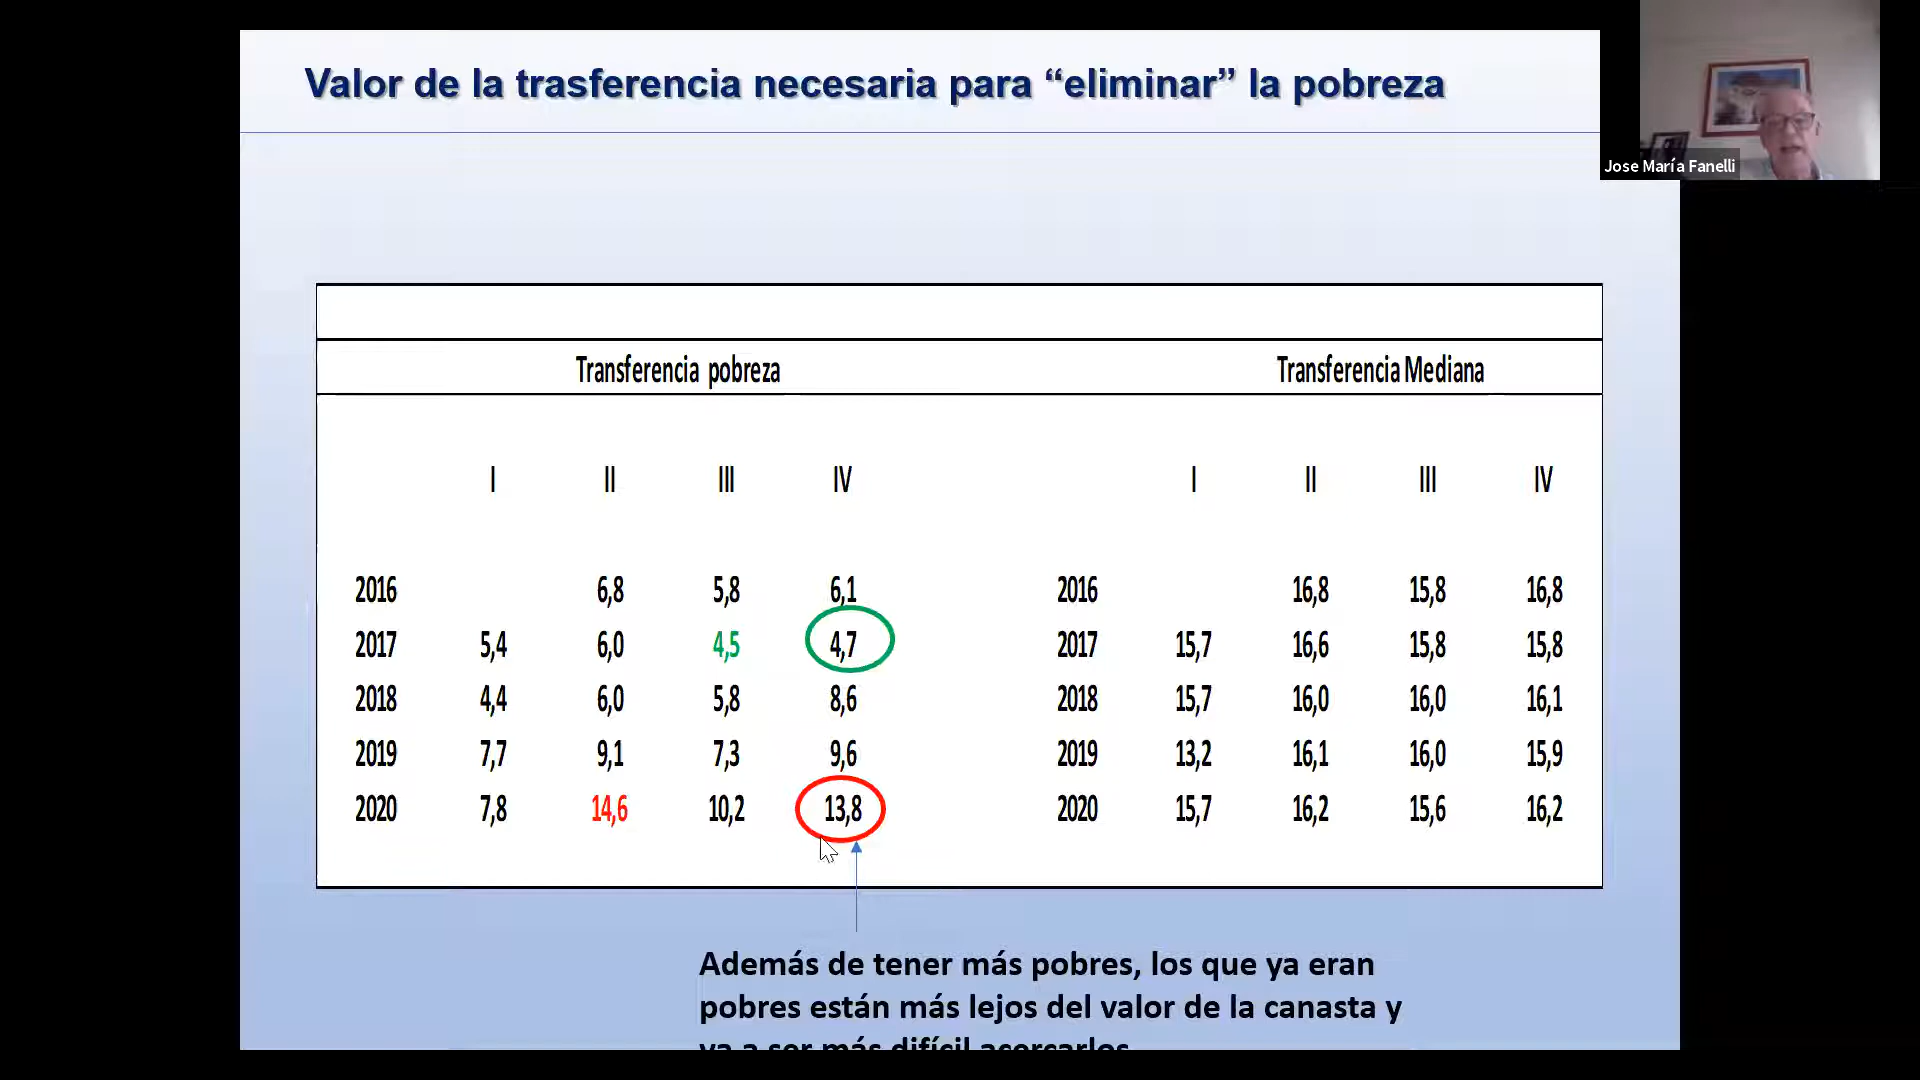 Valor de la trasferencia necesaria para “eliminar” la pobreza
Jose María Fanelli
Transferencia pobreza Transferencia Mediana
I II III IV I II III IV
2016 6,8 5,8 6,1 2016 16,8 15,8 16,8
2017 5,4 6,0 4,5 4,7 2017 15,7 16,6 15,8 15,8
2018 4,4 6,0 5,8 8,6 2018 15,7 16,0 16,0 16,1
2019 7,7 9,1 7,3 9,6 2019 13,2 16,1 16,0 15,9
2020 7,8 14,6 10,2 13,8 2020 15,7 16,2 15,6 16,2
Además de tener más pobres, los que ya eran
pobres están más lejos del valor de la canasta y
va a ser más difícil acercarlos